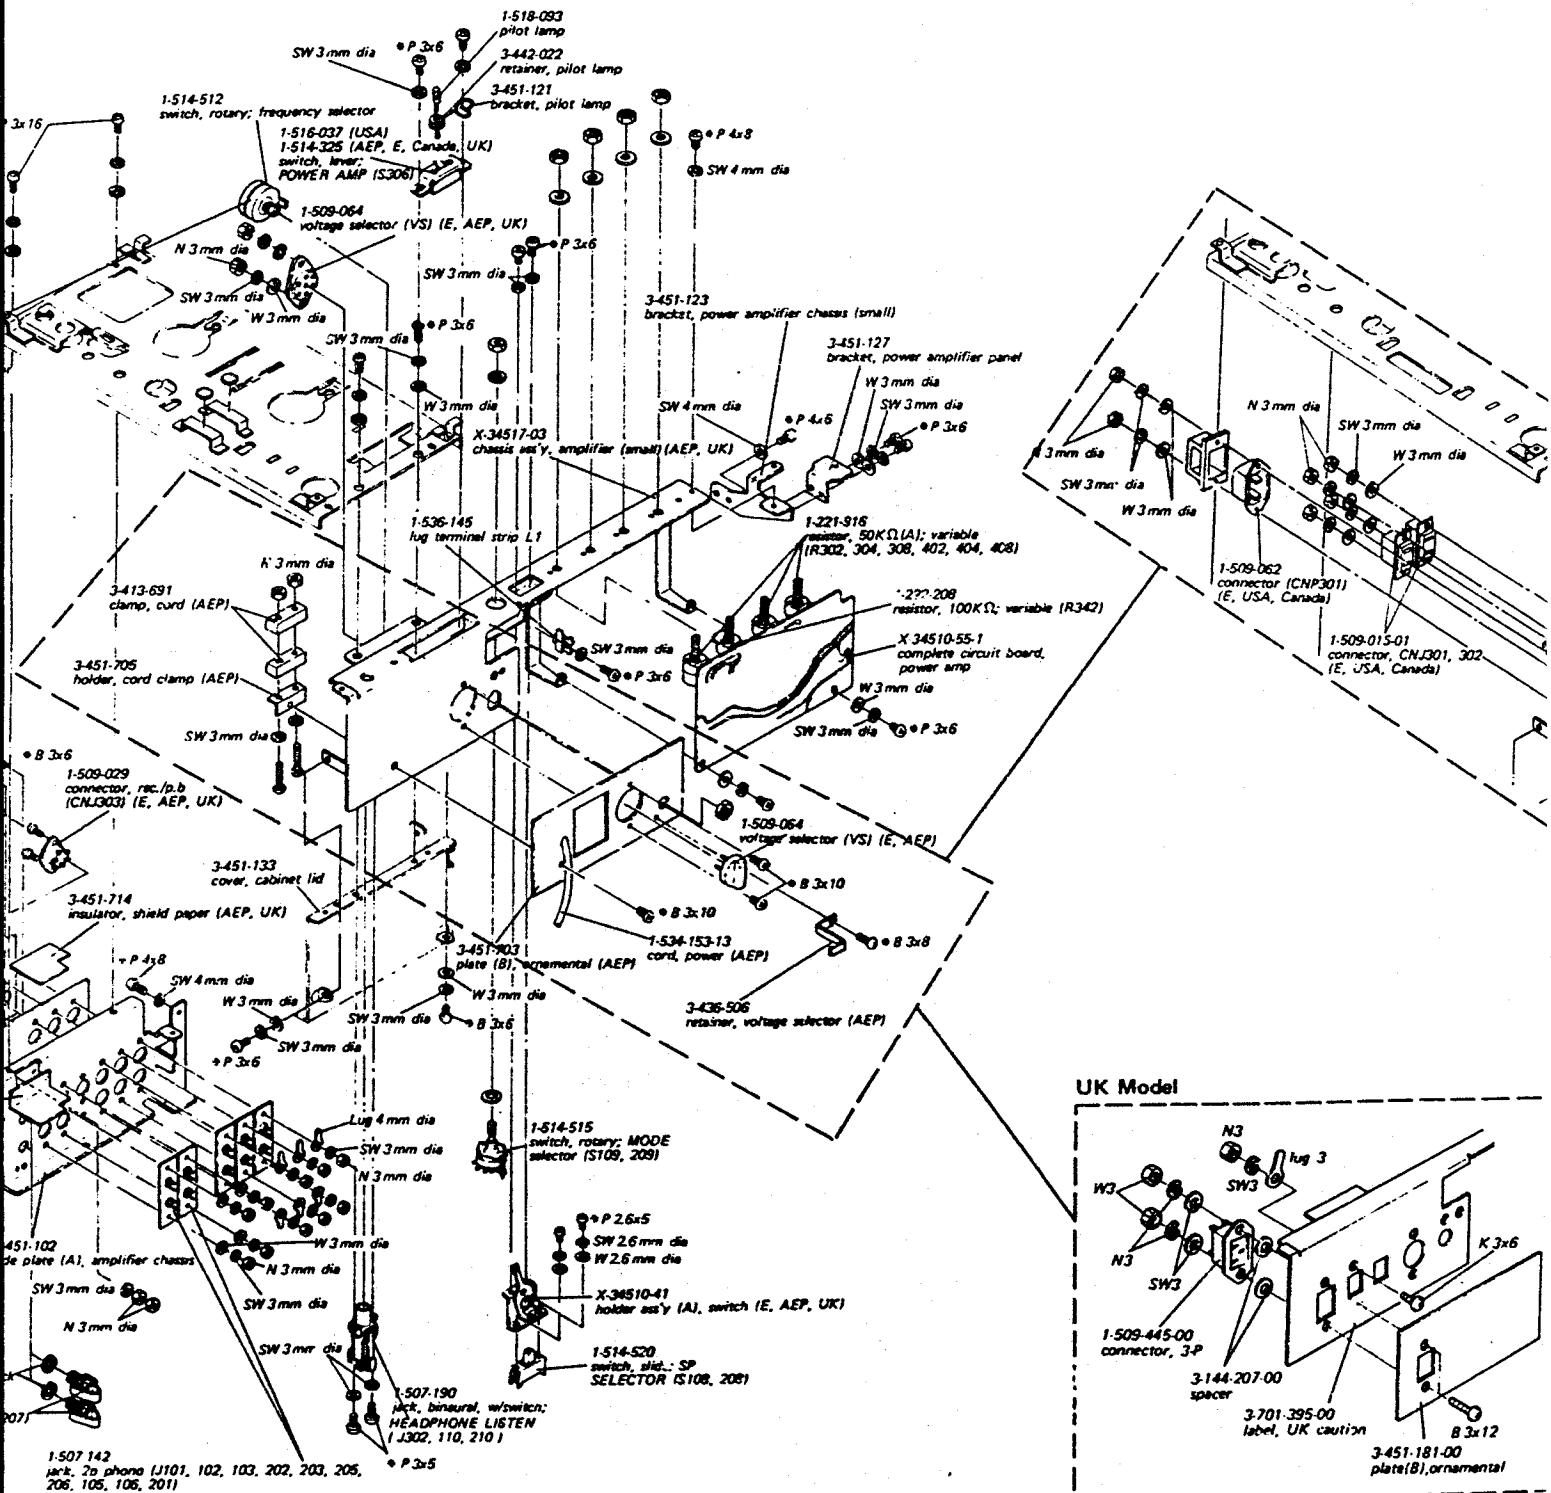 1-518-093
pilot lamp
● P 3x6
SW 3 mm dia
3-442-022
retainer, pilot lamp
3-451-121
bracket, pilot lamp
1-514-512
switch, rotary; frequency selector
P 3x16
1-516-037 (USA)
1-514-325 (AEP, E, Canada, UK)
switch, lever;
POWER AMP (S306)
● P 4x8
SW 4 mm dia
1-509-064
voltage selector (VS) (E, AEP, UK)
N 3 mm dia
SW 3 mm dia
W 3 mm dia
● P 3x6
SW 3 mm dia
3-451-123
bracket, power amplifier chassis (small)
● P 3x6
SW 3 mm dia
W 3 mm dia
3-451-127
bracket, power amplifier panel
W 3 mm dia
SW 3 mm dia
● P 3x6
SW 4 mm dia
● P 4x6
X-34517-03
chassis ass'y, amplifier (small) (AEP, UK)
1-536-145
lug terminal strip L1
1-221-916
resistor, 50KΩ(A); variable
(R302, 304, 308, 402, 404, 408)
3 mm dia
3-413-691
clamp, cord (AEP)
resistor, 100KΩ; variable (R342)
X 34510-55-1
complete circuit board,
power amp
3-451-705
holder, cord clamp (AEP)
SW 3 mm dia
● P 3x6
W 3 mm dia
SW 3 mm dia
● P 3x6
SW 3 mm dia
● B 3x6
1-509-029
connector, rec./p.b
(CNJ303) (E, AEP, UK)
1-509-064
voltage selector (VS) (E, AEP)
● B 3x10
3-451-133
cover, cabinet lid
3-451-714
insulator, shield paper (AEP, UK)
● B 3x10
1-534-153-13
cord, power (AEP)
● B 3x8
3-451-703
plate (B), ornamental (AEP)
3-436-506
retainer, voltage selector (AEP)
P 4x8
SW 4 mm dia
W 3 mm dia
SW 3 mm dia
P 3x6
W 3 mm dia
SW 3 mm dia
B 3x6
3 mm dia
SW 3 mm dia
W 3 mm dia
N 3 mm dia
SW 3 mm dia
W 3 mm dia
1-509-062
connector (CNP301)
(E, USA, Canada)
1-509-015-01
connector, CNJ301, 302
(E, USA, Canada)
Lug 4 mm dia
SW 3 mm dia
N 3 mm dia
1-514-515
switch, rotary; MODE
selector (S109, 209)
W 3 mm dia
N 3 mm dia
SW 3 mm dia
451-102
de plate (A), amplifier chassis
SW 3 mm dia
N 3 mm dia
P 2.6x5
SW 2.6 mm dia
W 2.6 mm dia
X-34510-41
holder ass'y (A), switch (E, AEP, UK)
1-514-520
switch, SP
SELECTOR (S108, 208)
SW 3 mm dia
1-507-190
jack, binaural, w/switch;
HEADPHONE LISTEN
(J302, 110, 210)
● P 3x5
207)
1-507 142
jack, 2p phono (J101, 102, 103, 202, 203, 205,
206, 105, 106, 201)
UK Model
N3
lug 3
SW3
W3
N3
SW3
K 3x6
1-509-445-00
connector, 3-P
3-144-207-00
spacer
3-701-395-00
label, UK caution
B 3x12
3-451-181-00
plate(B),ornamental